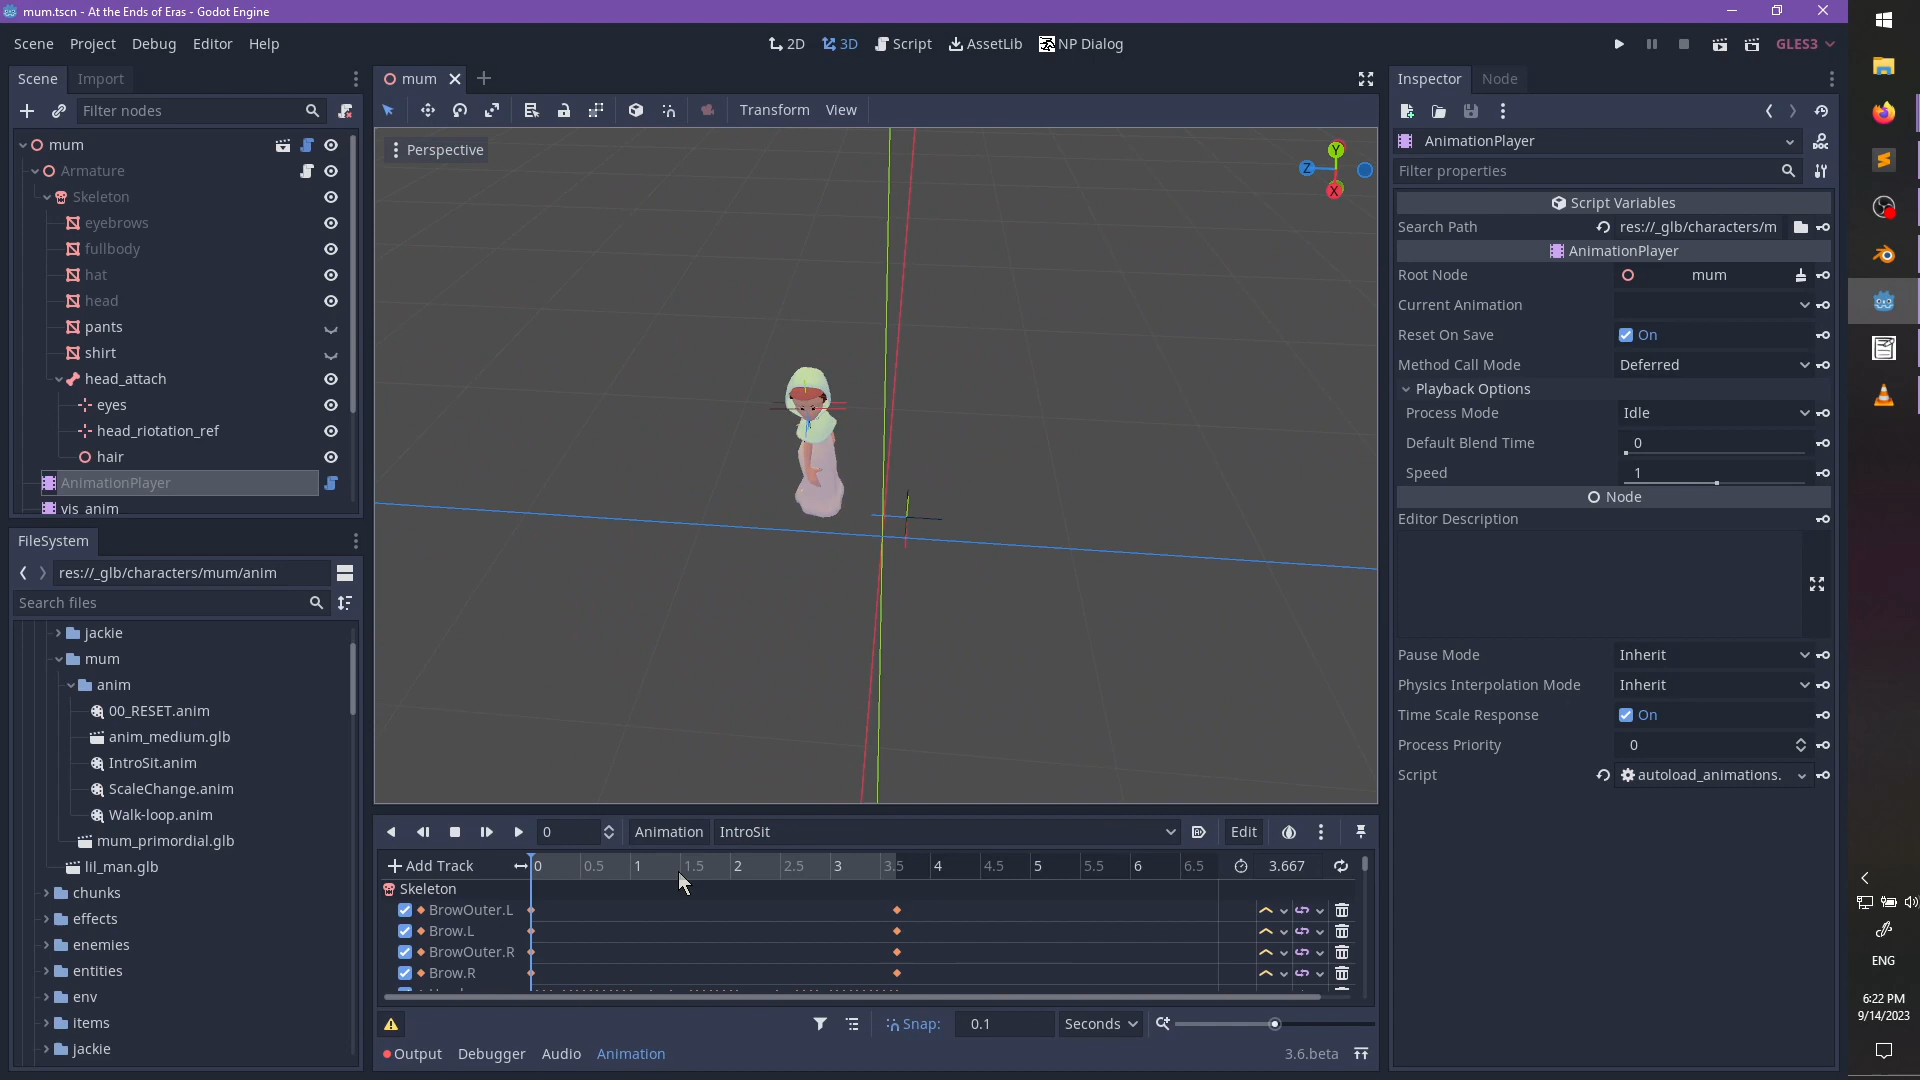 mum.tscn - At the Ends of Eras - Godot Engine
Scene Project Debug Editor Help
2D 3D Script AssetLib NP Dialog
GLES3
Scene Import
Filter nodes
mum
Armature
Skeleton
eyebrows
fullbody
hat
head
pants
shirt
head_attach
eyes
head_riotation_ref
hair
AnimationPlayer
vis_anim
FileSystem
res://_glb/characters/mum/anim
Search files
jackie
mum
anim
00_RESET.anim
anim_medium.glb
IntroSit.anim
ScaleChange.anim
Walk-loop.anim
mum_primordial.glb
lil_man.glb
chunks
effects
enemies
entities
env
items
jackie
mum
Transform View
Perspective
Y
Z
X
0 Animation IntroSit Edit
Add Track 0 0.5 1 1.5 2 2.5 3 3.5 4 4.5 5 5.5 6 6.5 3.667
Skeleton
BrowOuter.L
Brow.L
BrowOuter.R
Brow.R
Snap: 0.1 Seconds
Output Debugger Audio Animation 3.6.beta
Inspector Node
AnimationPlayer
Filter properties
Script Variables
Search Path res://_glb/characters/m
AnimationPlayer
Root Node mum
Current Animation
Reset On Save On
Method Call Mode Deferred
Playback Options
Process Mode Idle
Default Blend Time 0
Speed 1
Node
Editor Description
Pause Mode Inherit
Physics Interpolation Mode Inherit
Time Scale Response On
Process Priority 0
Script autoload_animations.
ENG
6:22 PM
9/14/2023